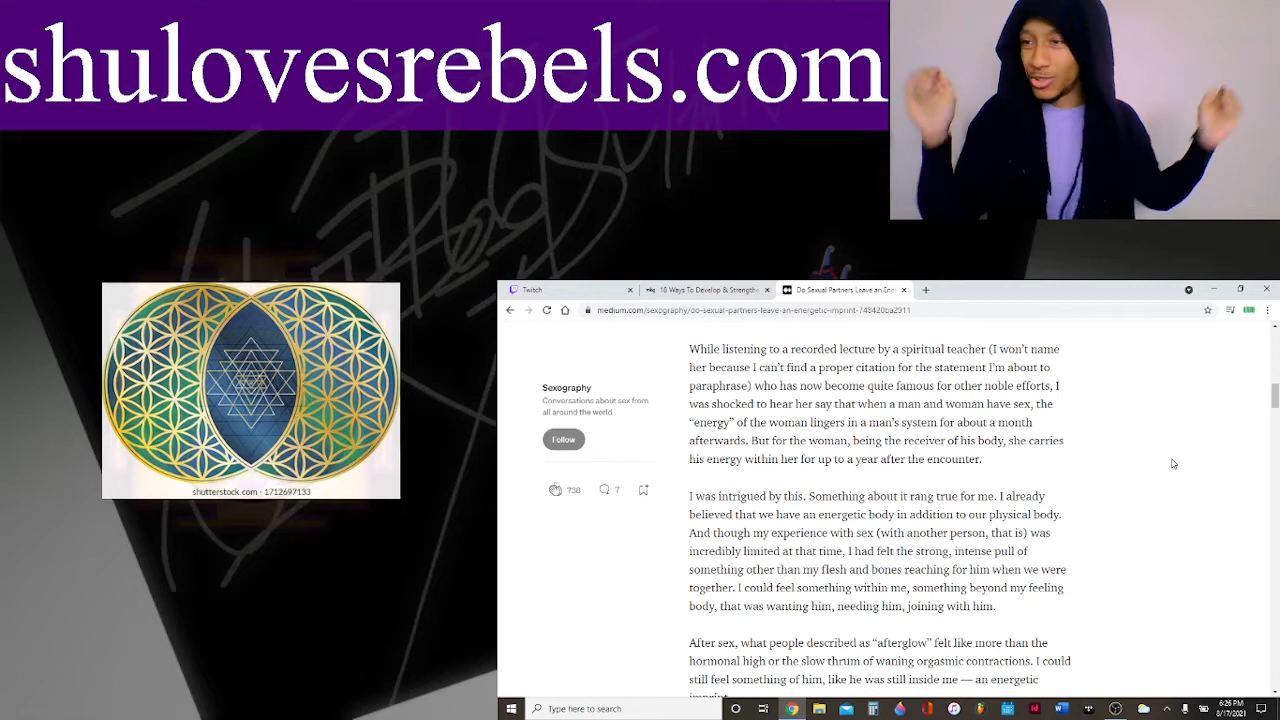 shulovesrebels.com
shutterstock.com · 1712697133
Twitch
18 Ways To Develop & Strengthe
Do Sexual Partners Leave an Ene
medium.com/sexography/do-sexual-partners-leave-an-energetic-imprint-748420ba2911
Sexography
Conversations about sex from
all around the world
Follow
738
7
While listening to a recorded lecture by a spiritual teacher (I won’t name
her because I can’t find a proper citation for the statement I’m about to
paraphrase) who has now become quite famous for other noble efforts, I
was shocked to hear her say that when a man and woman have sex, the
“energy” of the woman lingers in a man’s system for about a month
afterwards. But for the woman, being the receiver of his body, she carries
his energy within her for up to a year after the encounter.
I was intrigued by this. Something about it rang true for me. I already
believed that we have an energetic body in addition to our physical body.
And though my experience with sex (with another person, that is) was
incredibly limited at that time, I had felt the strong, intense pull of
something other than my flesh and bones reaching for him when we were
together. I could feel something within me, something beyond my feeling
body, that was wanting him, needing him, joining with him.
After sex, what people described as “afterglow” felt like more than the
hormonal high or the slow thrum of waning orgasmic contractions. I could
still feel something of him, like he was still inside me — an energetic
imprint
Type here to search
6:26 PM
8/17/2021